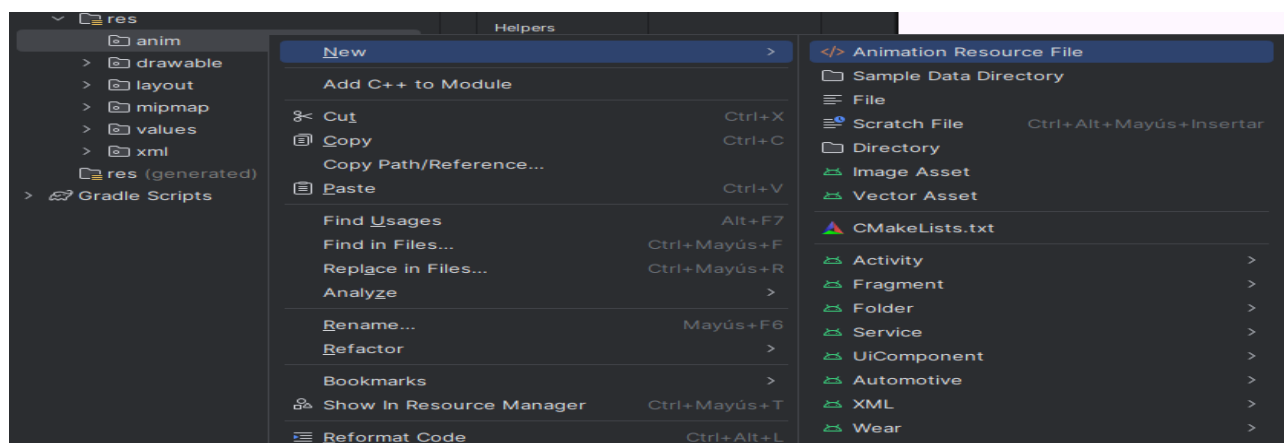 res
Helpers
anim
drawable
layout
mipmap
values
xml
res (generated)
Gradle Scripts
New
Add C++ to Module
Cut Ctrl+X
Copy Ctrl+C
Copy Path/Reference...
Paste Ctrl+V
Find Usages Alt+F7
Find in Files... Ctrl+Mayús+F
Replace in Files... Ctrl+Mayús+R
Analyze
Rename... Mayús+F6
Refactor
Bookmarks
Show In Resource Manager Ctrl+Mayús+T
Reformat Code Ctrl+Alt+L
Animation Resource File
Sample Data Directory
File
Scratch File Ctrl+Alt+Mayús+Insertar
Directory
Image Asset
Vector Asset
CMakeLists.txt
Activity
Fragment
Folder
Service
UiComponent
Automotive
XML
Wear